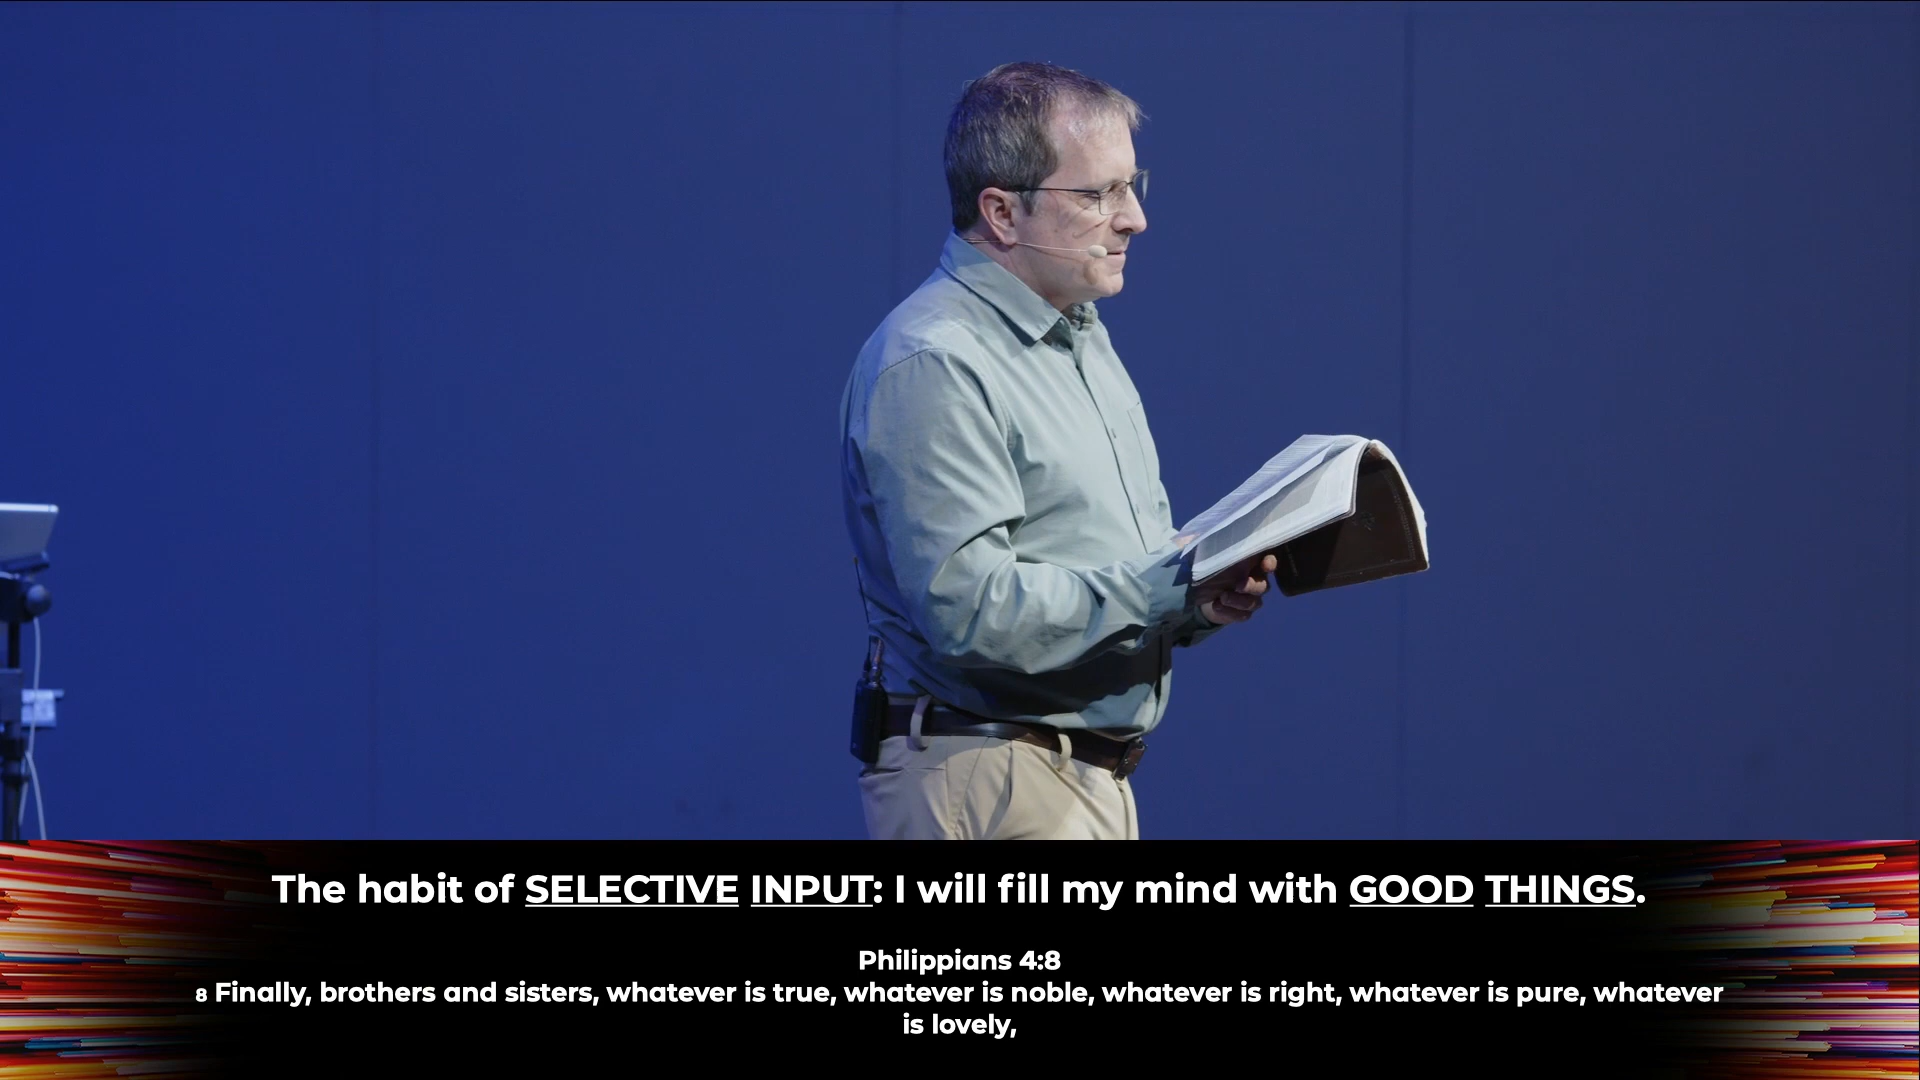 The habit of SELECTIVE INPUT: I will fill my mind with GOOD THINGS.
Philippians 4:8
8 Finally, brothers and sisters, whatever is true, whatever is noble, whatever is right, whatever is pure, whatever
is lovely,